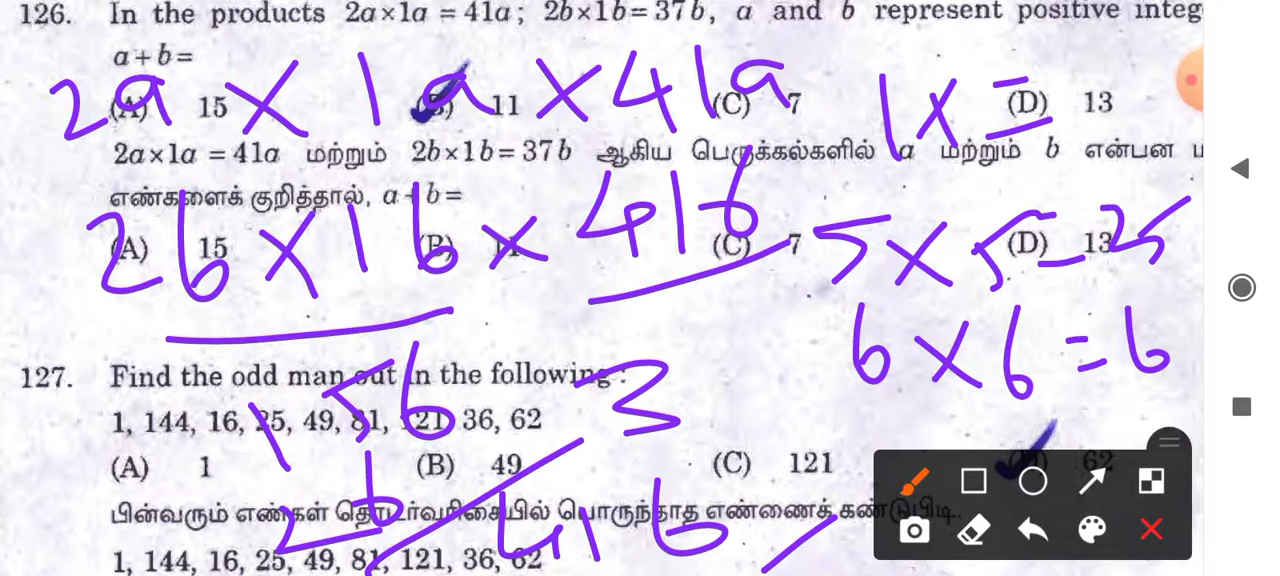 126. In the products 2a×1a = 41a; 2b×1b = 37b, a and b represent positive integ
a + b =
(A) 15 (B) 11 (C) 7 (D) 13
2a×1a = 41a மற்றும் 2b×1b = 37b ஆகிய பெருக்கல்களில் a மற்றும் b என்பன
எண்களைக் குறித்தால், a + b =
(A) 15 (B) 11 (C) 7 (D) 13
127. Find the odd man out in the following :
1, 144, 16, 25, 49, 81, 121, 36, 62
(A) 1 (B) 49 (C) 121 62
பின்வரும் எண்கள் தொடர்வரிசையில் பொருந்தாத எண்ணைக் கண்டுபிடி.
1, 144, 16, 25, 49, 81, 121, 36, 62
2a × 1a × 41a
1 × =
26 × 16 × 416
5 × 5 = 25
6 × 6 = 6
156
3
416